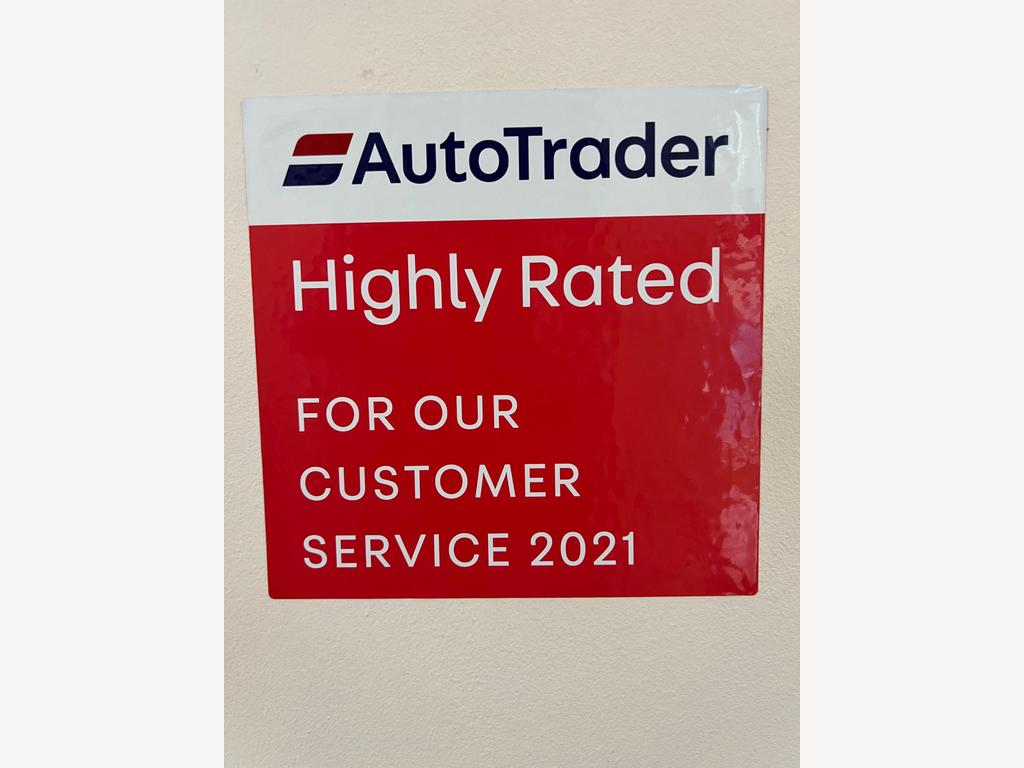 AutoTrader
Highly Rated
FOR OUR
CUSTOMER
SERVICE 2021